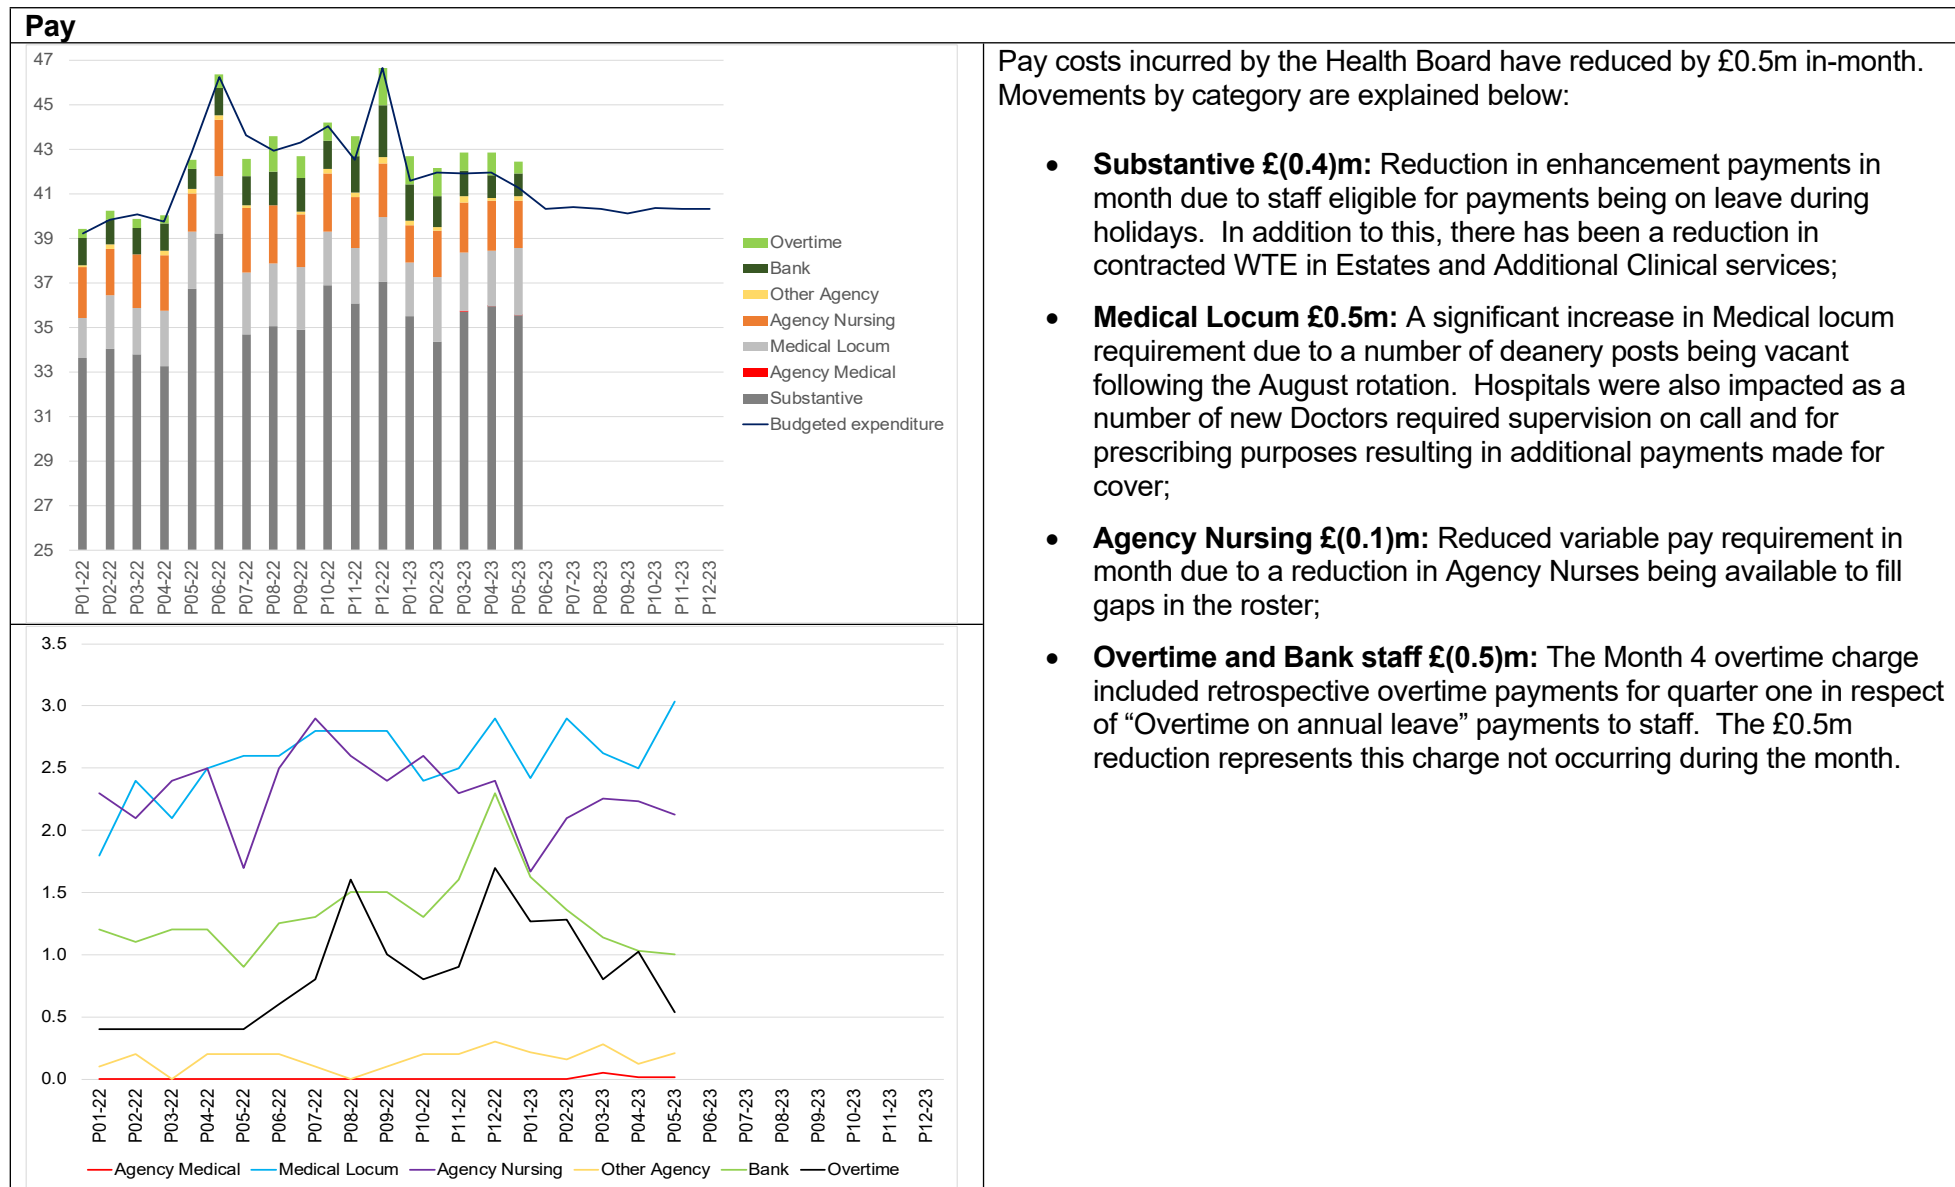 Pay
47
45
43
41
39
37
35
33
31
29
27
25
P01-22
P02-22
P03-22
P04-22
P05-22
P06-22
P07-22
P08-22
P09-22
P10-22
P11-22
P12-22
P01-23
P02-23
P03-23
P04-23
P05-23
P06-23
P07-23
P08-23
P09-23
P10-23
P11-23
P12-23
Overtime
Bank
Other Agency
Agency Nursing
Medical Locum
Agency Medical
Substantive
Budgeted expenditure
3.5
3.0
2.5
2.0
1.5
1.0
0.5
0.0
P01-22
P02-22
P03-22
P04-22
P05-22
P06-22
P07-22
P08-22
P09-22
P10-22
P11-22
P12-22
P01-23
P02-23
P03-23
P04-23
P05-23
P06-23
P07-23
P08-23
P09-23
P10-23
P11-23
P12-23
Agency Medical Medical Locum Agency Nursing Other Agency Bank Overtime
Pay costs incurred by the Health Board have reduced by £0.5m in-month.
Movements by category are explained below:
• Substantive £(0.4)m: Reduction in enhancement payments in
month due to staff eligible for payments being on leave during
holidays. In addition to this, there has been a reduction in
contracted WTE in Estates and Additional Clinical services;
• Medical Locum £0.5m: A significant increase in Medical locum
requirement due to a number of deanery posts being vacant
following the August rotation. Hospitals were also impacted as a
number of new Doctors required supervision on call and for
prescribing purposes resulting in additional payments made for
cover;
• Agency Nursing £(0.1)m: Reduced variable pay requirement in
month due to a reduction in Agency Nurses being available to fill
gaps in the roster;
• Overtime and Bank staff £(0.5)m: The Month 4 overtime charge
included retrospective overtime payments for quarter one in respect
of “Overtime on annual leave” payments to staff. The £0.5m
reduction represents this charge not occurring during the month.